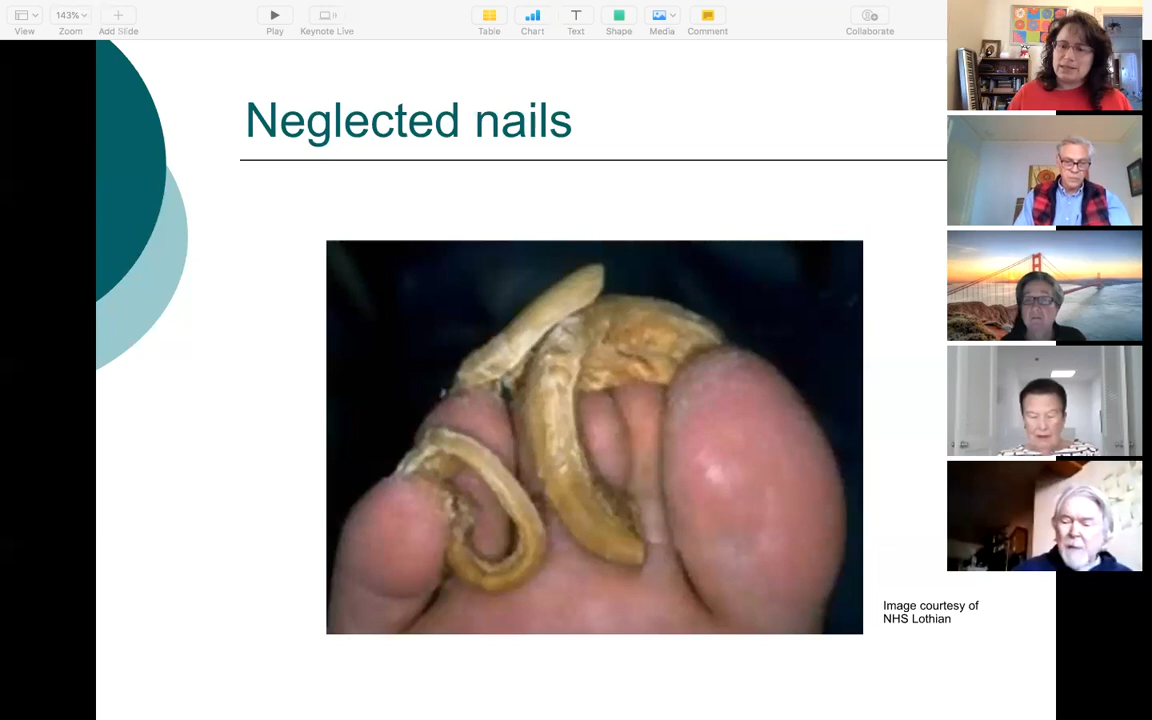 143%
View
Zoom
Add Slide
Play
Keynote Live
Table
Chart
Text
Shape
Media
Comment
Collaborate
Neglected nails
Image courtesy of
NHS Lothian